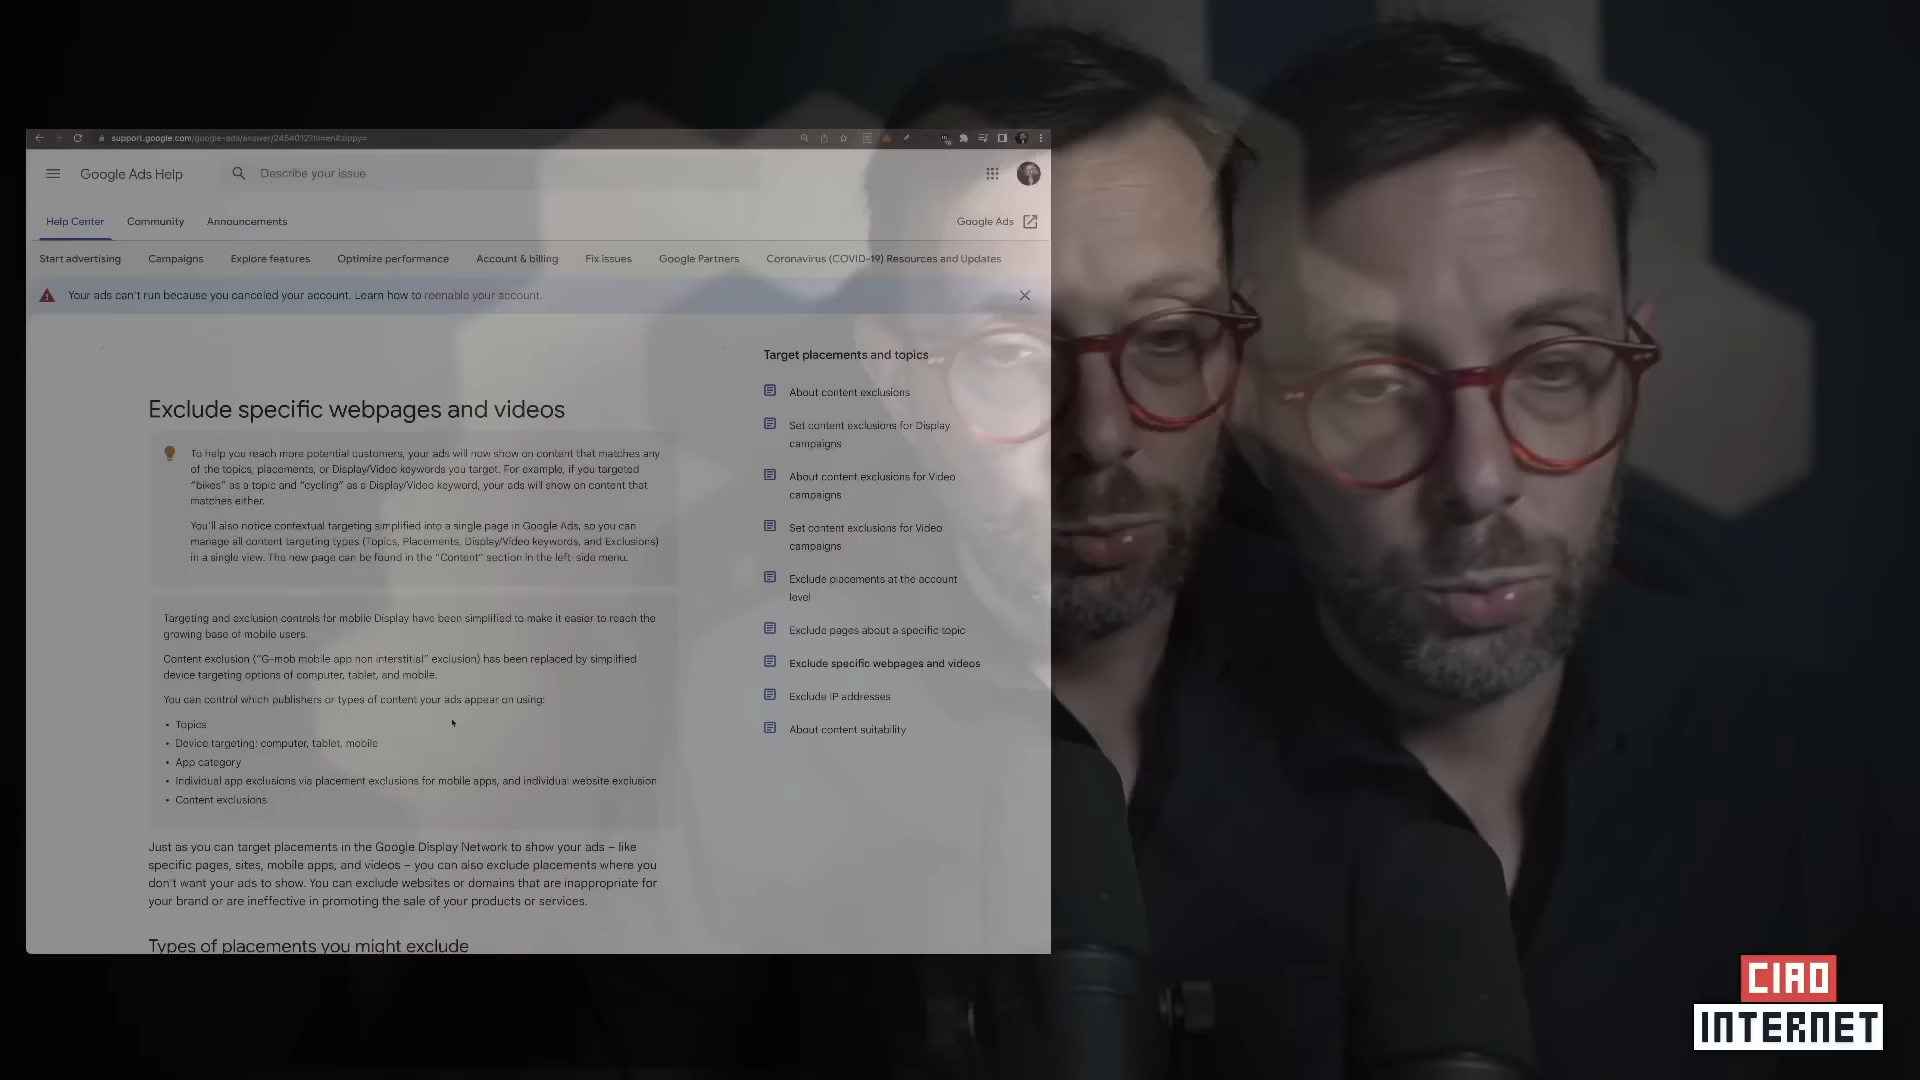 support.google.com/google-ads/answer/2454012?hl=en#zippy=
Google Ads Help
Describe your issue
Help Center
Community
Announcements
Google Ads
Start advertising
Campaigns
Explore features
Optimize performance
Account & billing
Fix issues
Google Partners
Coronavirus (COVID-19) Resources and Updates
Your ads can't run because you canceled your account. Learn how to reenable your account.
Exclude specific webpages and videos
To help you reach more potential customers, your ads will now show on content that matches any
of the topics, placements, or Display/Video keywords you target. For example, if you targeted
"bikes" as a topic and "cycling" as a Display/Video keyword, your ads will show on content that
matches either.
You'll also notice contextual targeting simplified into a single page in Google Ads, so you can
manage all content targeting types (Topics, Placements, Display/Video keywords, and Exclusions)
in a single view. The new page can be found in the "Content" section in the left-side menu.
Targeting and exclusion controls for mobile Display have been simplified to make it easier to reach the
growing base of mobile users.
Content exclusion ("G-mob mobile app non interstitial" exclusion) has been replaced by simplified
device targeting options of computer, tablet, and mobile.
You can control which publishers or types of content your ads appear on using:
• Topics
• Device targeting: computer, tablet, mobile
• App category
• Individual app exclusions via placement exclusions for mobile apps, and individual website exclusion
• Content exclusions
Just as you can target placements in the Google Display Network to show your ads – like
specific pages, sites, mobile apps, and videos – you can also exclude placements where you
don't want your ads to show. You can exclude websites or domains that are inappropriate for
your brand or are ineffective in promoting the sale of your products or services.
Types of placements you might exclude
Target placements and topics
About content exclusions
Set content exclusions for Display
campaigns
About content exclusions for Video
campaigns
Set content exclusions for Video
campaigns
Exclude placements at the account
level
Exclude pages about a specific topic
Exclude specific webpages and videos
Exclude IP addresses
About content suitability
CIAO
INTERNET